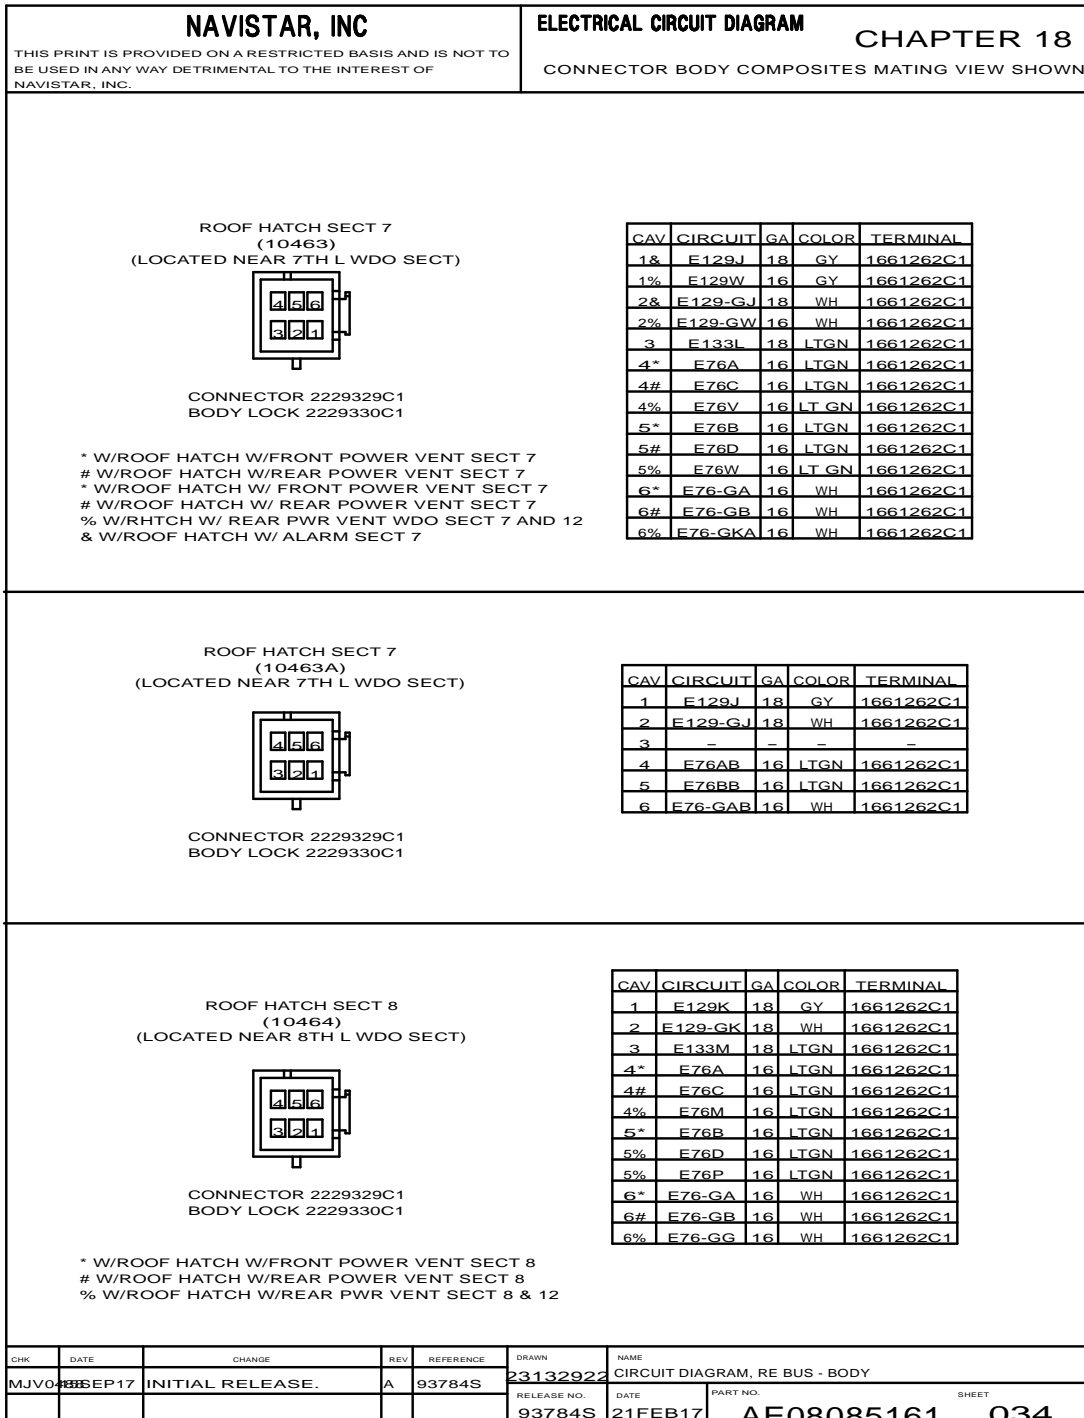 NAVISTAR, INC
THIS PRINT IS PROVIDED ON A RESTRICTED BASIS AND IS NOT TO
BE USED IN ANY WAY DETRIMENTAL TO THE INTEREST OF
NAVISTAR, INC.
ELECTRICAL CIRCUIT DIAGRAM
CHAPTER 18
CONNECTOR BODY COMPOSITES MATING VIEW SHOWN
ROOF HATCH SECT 7
(10463)
(LOCATED NEAR 7TH L WDO SECT)
4 5 6
3 2 1
CONNECTOR 2229329C1
BODY LOCK 2229330C1
* W/ROOF HATCH W/FRONT POWER VENT SECT 7
# W/ROOF HATCH W/REAR POWER VENT SECT 7
* W/ROOF HATCH W/ FRONT POWER VENT SECT 7
# W/ROOF HATCH W/ REAR POWER VENT SECT 7
% W/RHTCH W/ REAR PWR VENT WDO SECT 7 AND 12
& W/ROOF HATCH W/ ALARM SECT 7
CAV CIRCUIT GA COLOR TERMINAL
1& E129J 18 GY 1661262C1
1% E129W 16 GY 1661262C1
2& E129-GJ 18 WH 1661262C1
2% E129-GW 16 WH 1661262C1
3 E133L 18 LTGN 1661262C1
4* E76A 16 LTGN 1661262C1
4# E76C 16 LTGN 1661262C1
4% E76V 16 LT GN 1661262C1
5* E76B 16 LTGN 1661262C1
5# E76D 16 LTGN 1661262C1
5% E76W 16 LT GN 1661262C1
6* E76-GA 16 WH 1661262C1
6# E76-GB 16 WH 1661262C1
6% E76-GKA 16 WH 1661262C1
ROOF HATCH SECT 7
(10463A)
(LOCATED NEAR 7TH L WDO SECT)
4 5 6
3 2 1
CONNECTOR 2229329C1
BODY LOCK 2229330C1
CAV CIRCUIT GA COLOR TERMINAL
1 E129J 18 GY 1661262C1
2 E129-GJ 18 WH 1661262C1
3 – – – –
4 E76AB 16 LTGN 1661262C1
5 E76BB 16 LTGN 1661262C1
6 E76-GAB 16 WH 1661262C1
ROOF HATCH SECT 8
(10464)
(LOCATED NEAR 8TH L WDO SECT)
4 5 6
3 2 1
CONNECTOR 2229329C1
BODY LOCK 2229330C1
* W/ROOF HATCH W/FRONT POWER VENT SECT 8
# W/ROOF HATCH W/REAR POWER VENT SECT 8
% W/ROOF HATCH W/REAR PWR VENT SECT 8 & 12
CAV CIRCUIT GA COLOR TERMINAL
1 E129K 18 GY 1661262C1
2 E129-GK 18 WH 1661262C1
3 E133M 18 LTGN 1661262C1
4* E76A 16 LTGN 1661262C1
4# E76C 16 LTGN 1661262C1
4% E76M 16 LTGN 1661262C1
5* E76B 16 LTGN 1661262C1
5% E76D 16 LTGN 1661262C1
5% E76P 16 LTGN 1661262C1
6* E76-GA 16 WH 1661262C1
6# E76-GB 16 WH 1661262C1
6% E76-GG 16 WH 1661262C1
CHK DATE CHANGE REV REFERENCE
INITIAL RELEASE. A 93784S
DRAWN
23132922
NAME
CIRCUIT DIAGRAM, RE BUS - BODY
RELEASE NO.
93784S
DATE
21FEB17
PART NO.
AE08085161
SHEET
034